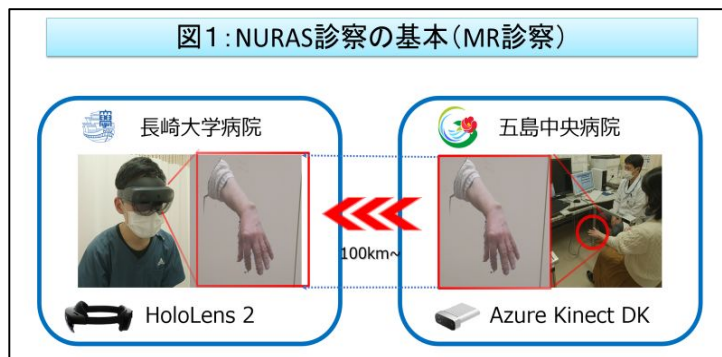 図1：NURAS診察の基本（MR診察）
長崎大学病院
五島中央病院
100km~
HoloLens 2
Azure Kinect DK